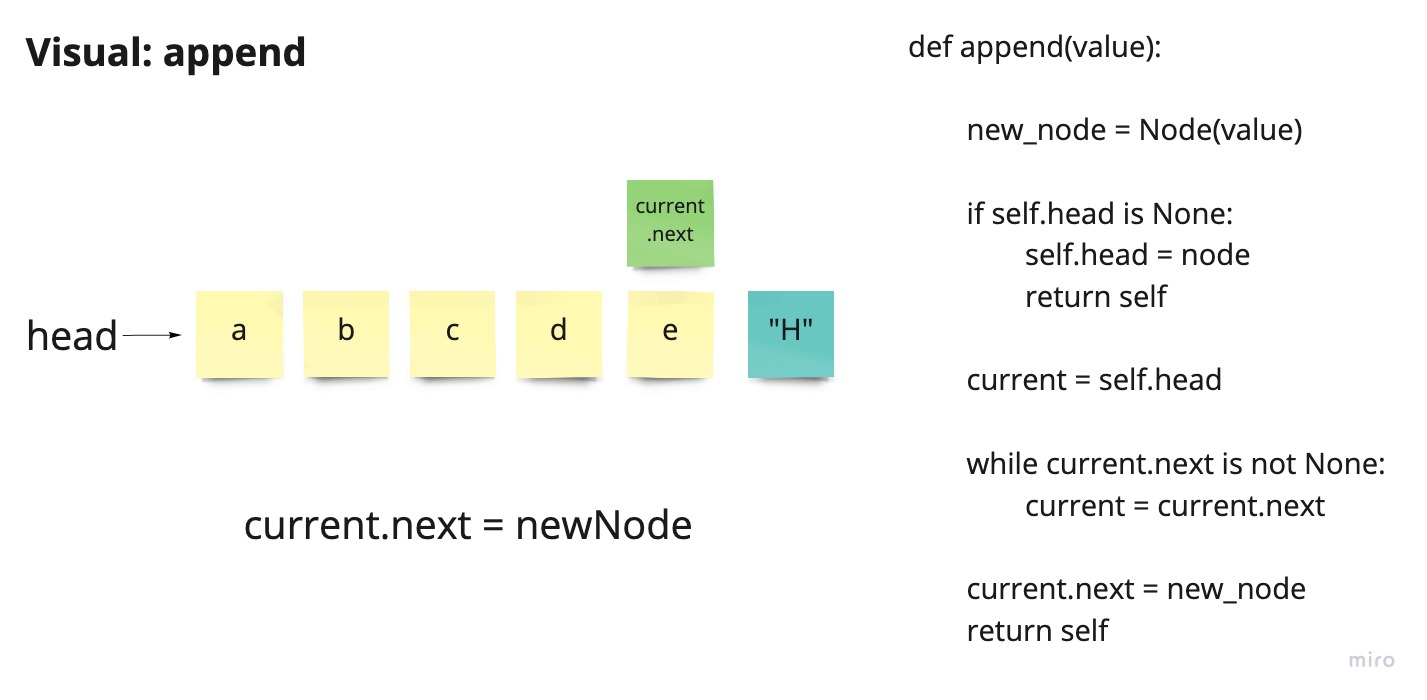 Visual: append
current
.next
head
a
b
c
d
e
"H"
current.next = newNode
def append(value):
new_node = Node(value)
if self.head is None:
self.head = node
return self
current = self.head
while current.next is not None:
current = current.next
current.next = new_node
return self
miro